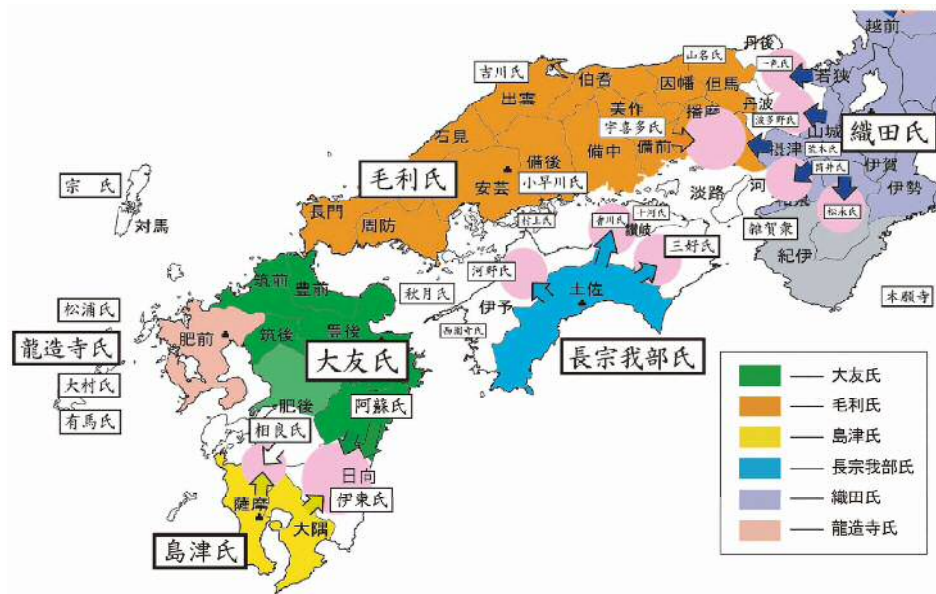 越前
丹後
山名氏
一色氏
若狭
吉川氏
伯耆
因幡
但馬
出雲
美作
播磨
丹波
波多野氏
山城
織田氏
宇喜多氏
荒木氏
石見
備中
備前
摂津
備後
筒井氏
伊賀
毛利氏
安芸
小早川氏
淡路
河
伊勢
宗 氏
長門
周防
村上氏
香川氏
十河氏
讃岐
松永氏
対馬
三好氏
雑賀衆
紀伊
筑前
豊前
河野氏
秋月氏
土佐
本願寺
松浦氏
伊予
肥前
筑後
豊後
西園寺氏
龍造寺氏
大友氏
長宗我部氏
大村氏
肥後
阿蘇氏
有馬氏
相良氏
日向
薩摩
伊東氏
大隅
島津氏
大友氏
毛利氏
島津氏
長宗我部氏
織田氏
龍造寺氏